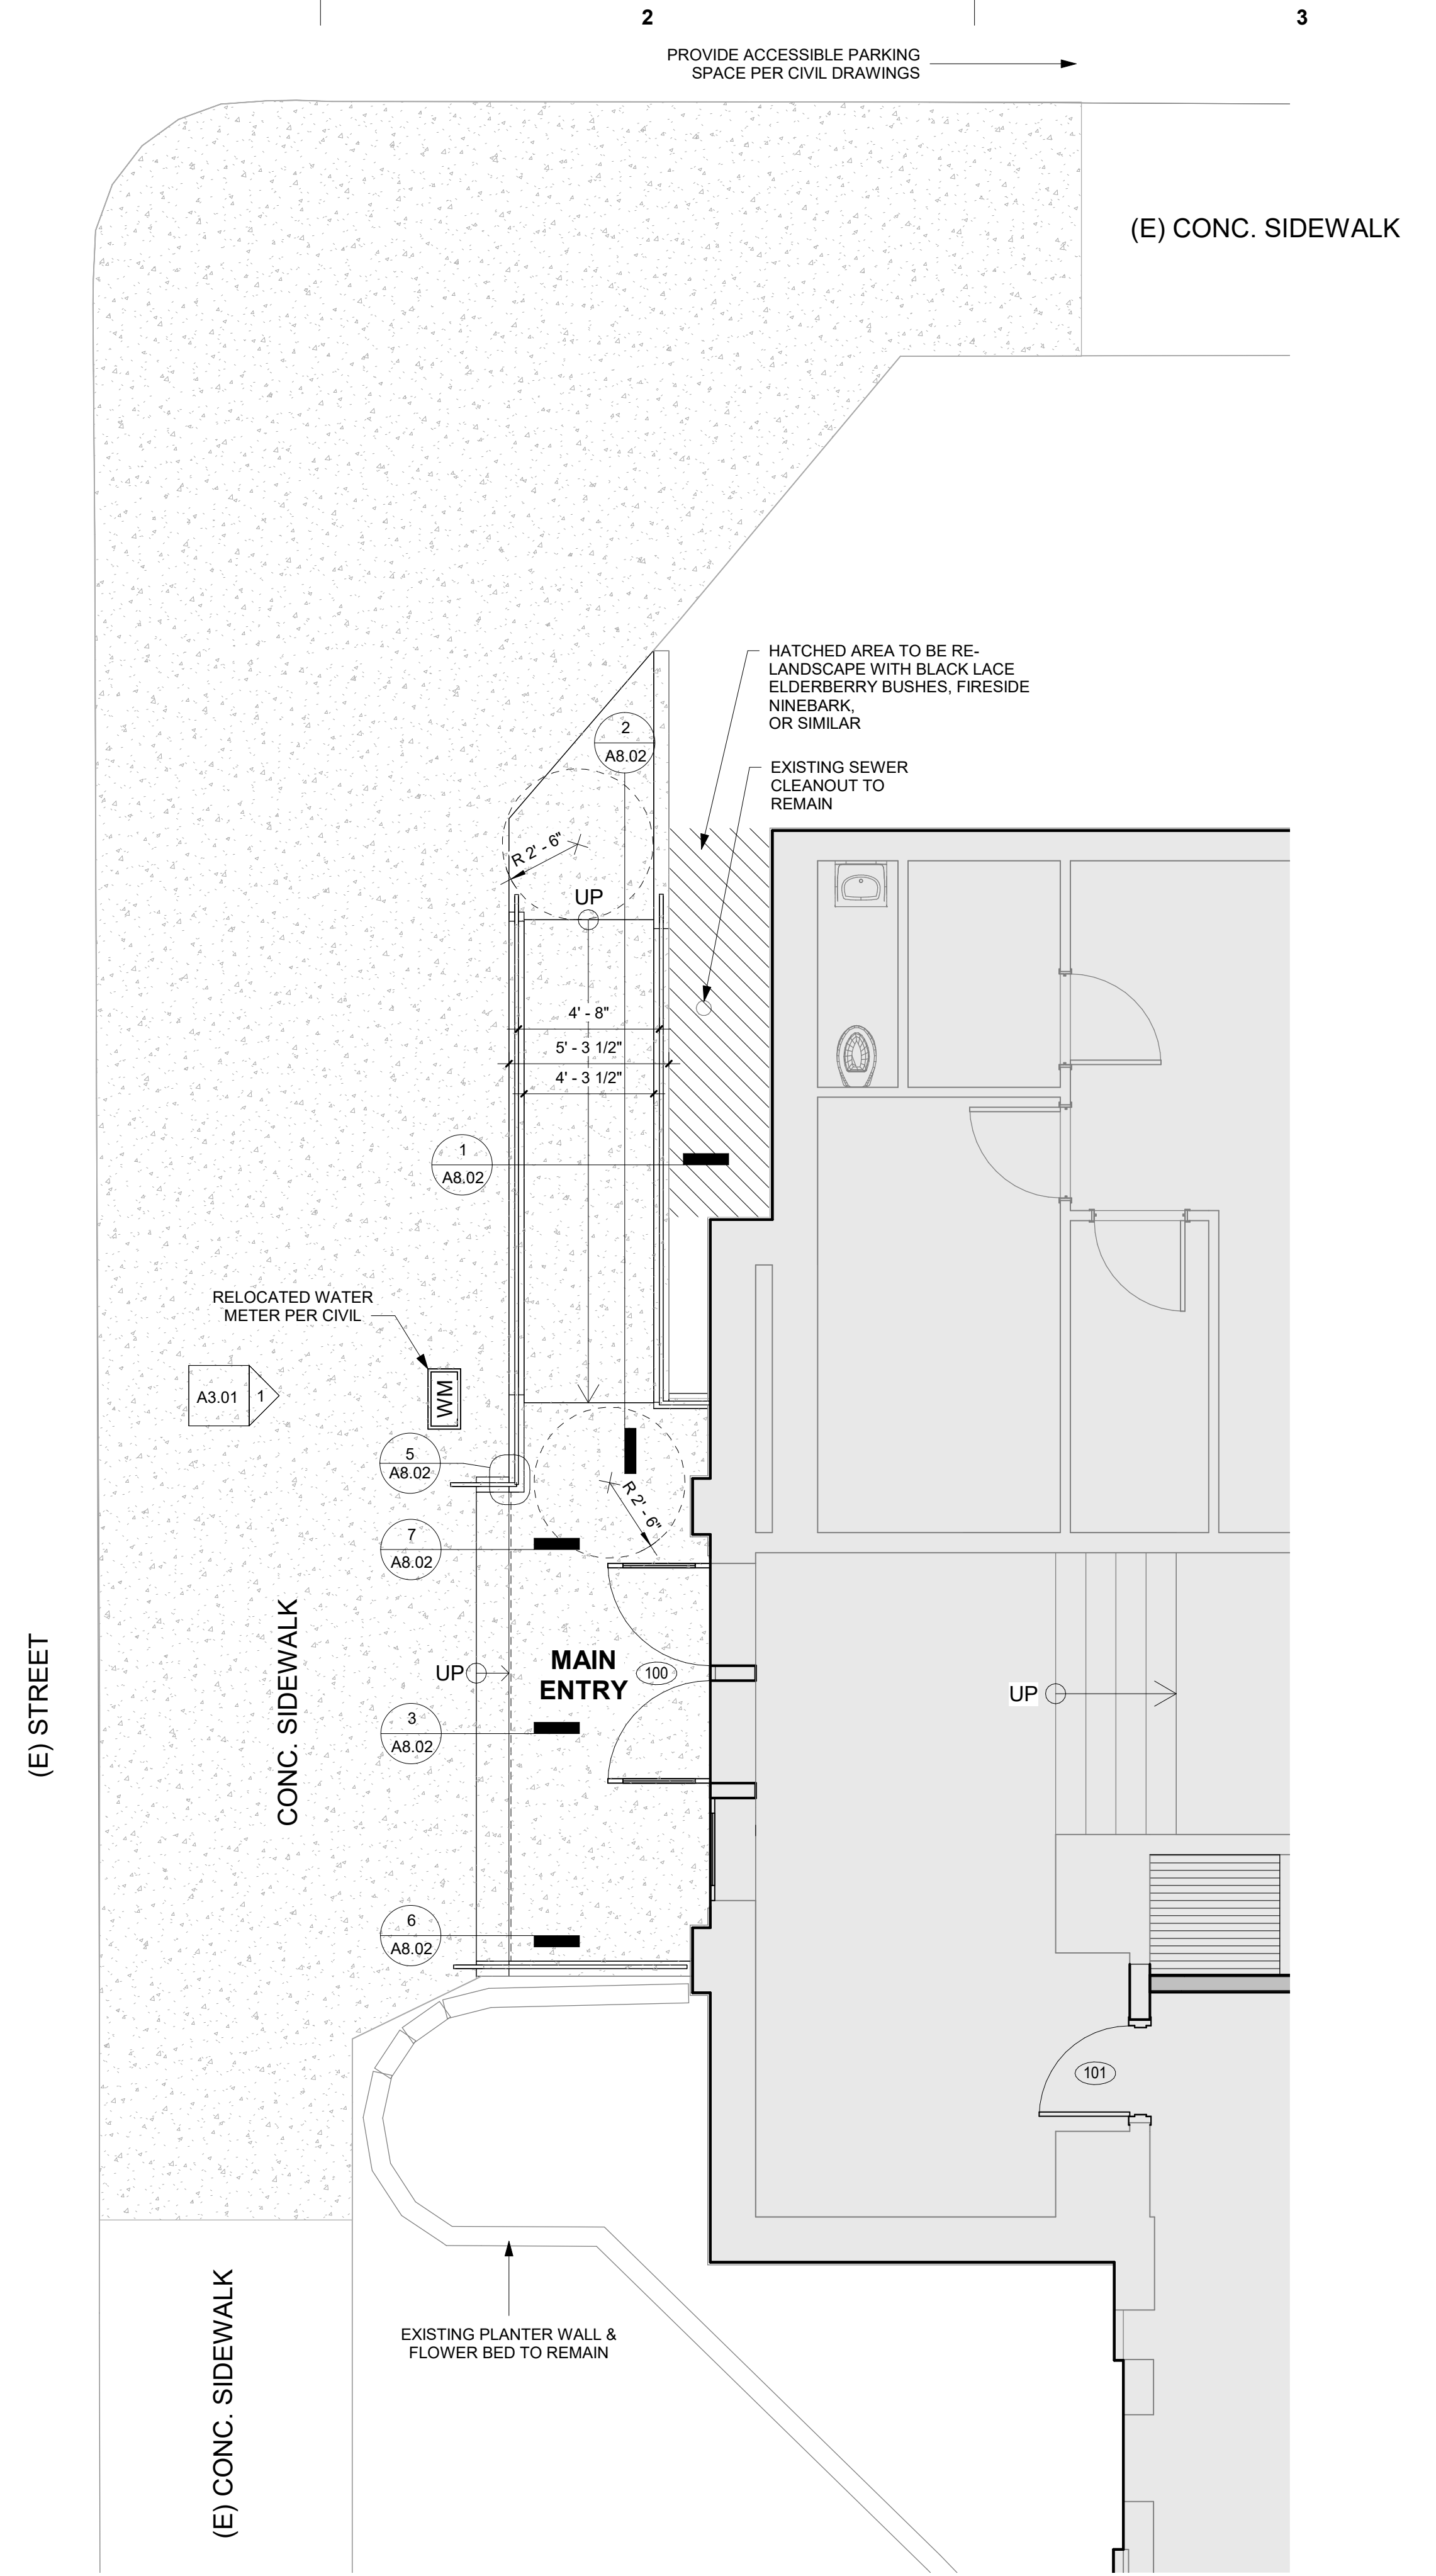 2
3
PROVIDE ACCESSIBLE PARKING
SPACE PER CIVIL DRAWINGS
(E) CONC. SIDEWALK
HATCHED AREA TO BE RE-
LANDSCAPE WITH BLACK LACE
ELDERBERRY BUSHES, FIRESIDE
NINEBARK,
OR SIMILAR
2
A8.02
EXISTING SEWER
CLEANOUT TO
REMAIN
R 2' - 6"
UP
4' - 8"
5' - 3 1/2"
4' - 3 1/2"
1
A8.02
RELOCATED WATER
METER PER CIVIL
A3.01
1
WM
5
A8.02
R 2' - 6"
7
A8.02
(E) STREET
CONC. SIDEWALK
UP
MAIN
ENTRY
100
UP
3
A8.02
6
A8.02
101
EXISTING PLANTER WALL &
FLOWER BED TO REMAIN
(E) CONC. SIDEWALK